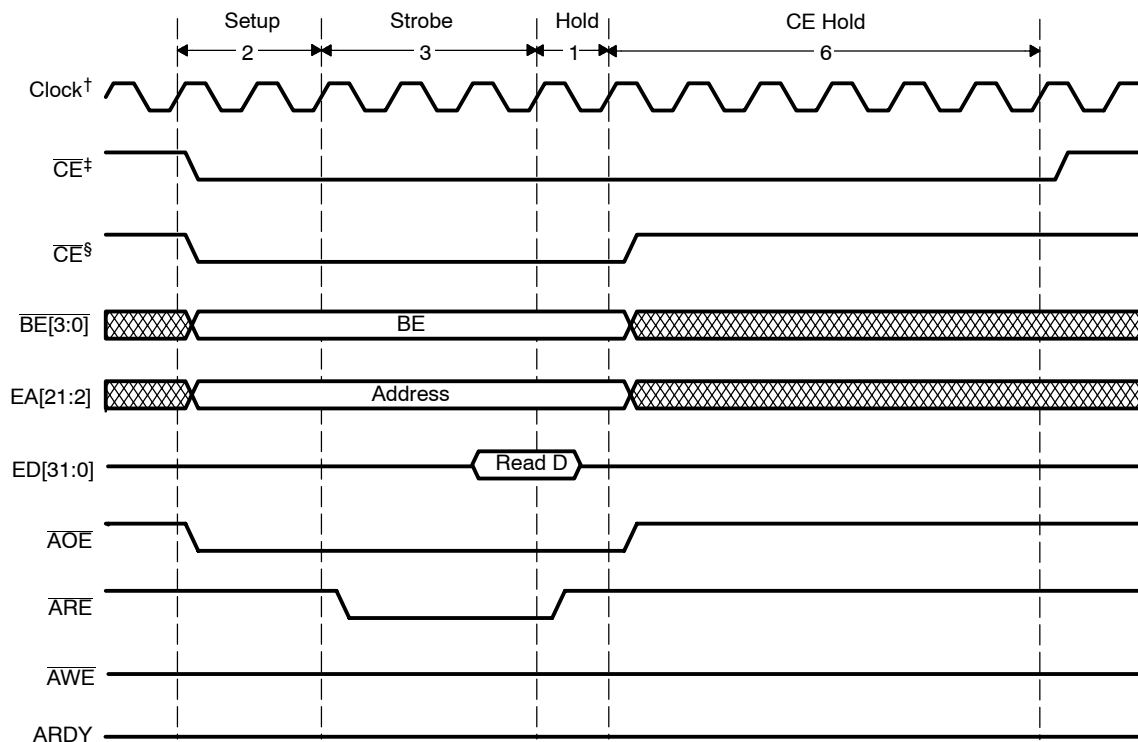 Setup Strobe Hold CE Hold
2 3 1 6
Clock†
CE‡
CE§
BE[3:0] BE
EA[21:2] Address
ED[31:0] Read D
AOE
ARE
AWE
ARDY